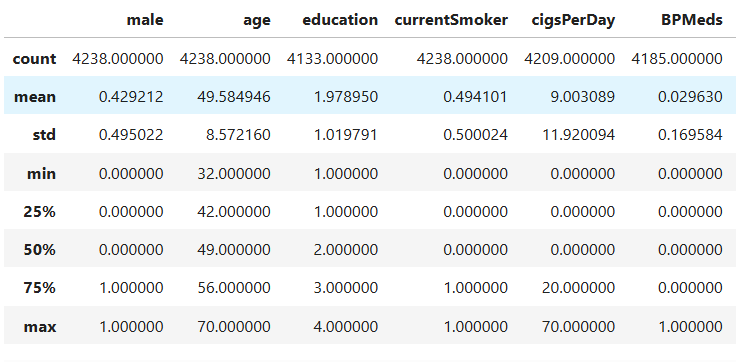 male age education currentSmoker cigsPerDay BPMeds
count 4238.000000 4238.000000 4133.000000 4238.000000 4209.000000 4185.000000
mean 0.429212 49.584946 1.978950 0.494101 9.003089 0.029630
std 0.495022 8.572160 1.019791 0.500024 11.920094 0.169584
min 0.000000 32.000000 1.000000 0.000000 0.000000 0.000000
25% 0.000000 42.000000 1.000000 0.000000 0.000000 0.000000
50% 0.000000 49.000000 2.000000 0.000000 0.000000 0.000000
75% 1.000000 56.000000 3.000000 1.000000 20.000000 0.000000
max 1.000000 70.000000 4.000000 1.000000 70.000000 1.000000